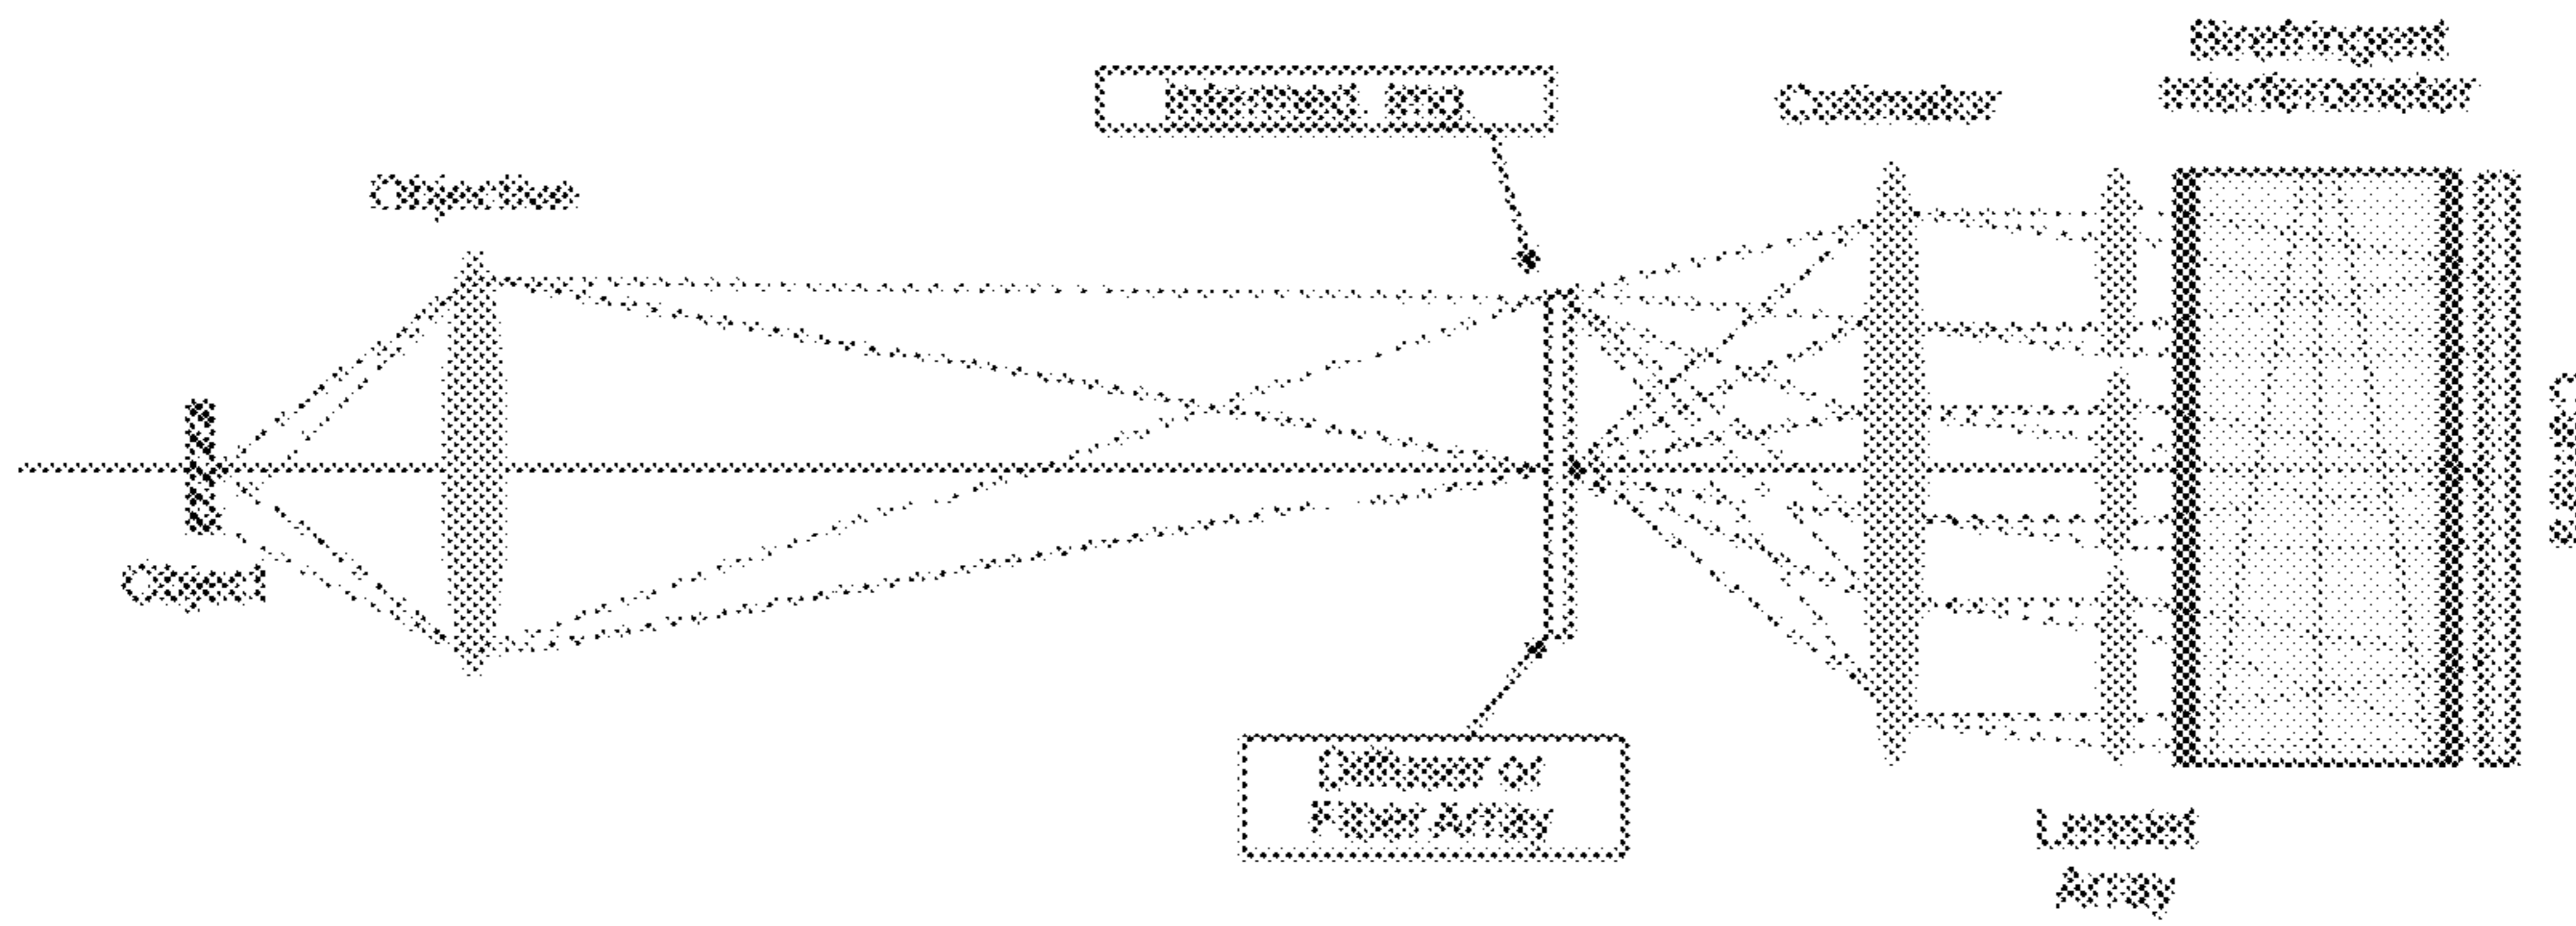 Birefringent
interferometer
Collimator
Objective
Object
Diffuser or
Fiber Array
Lenslet
Array